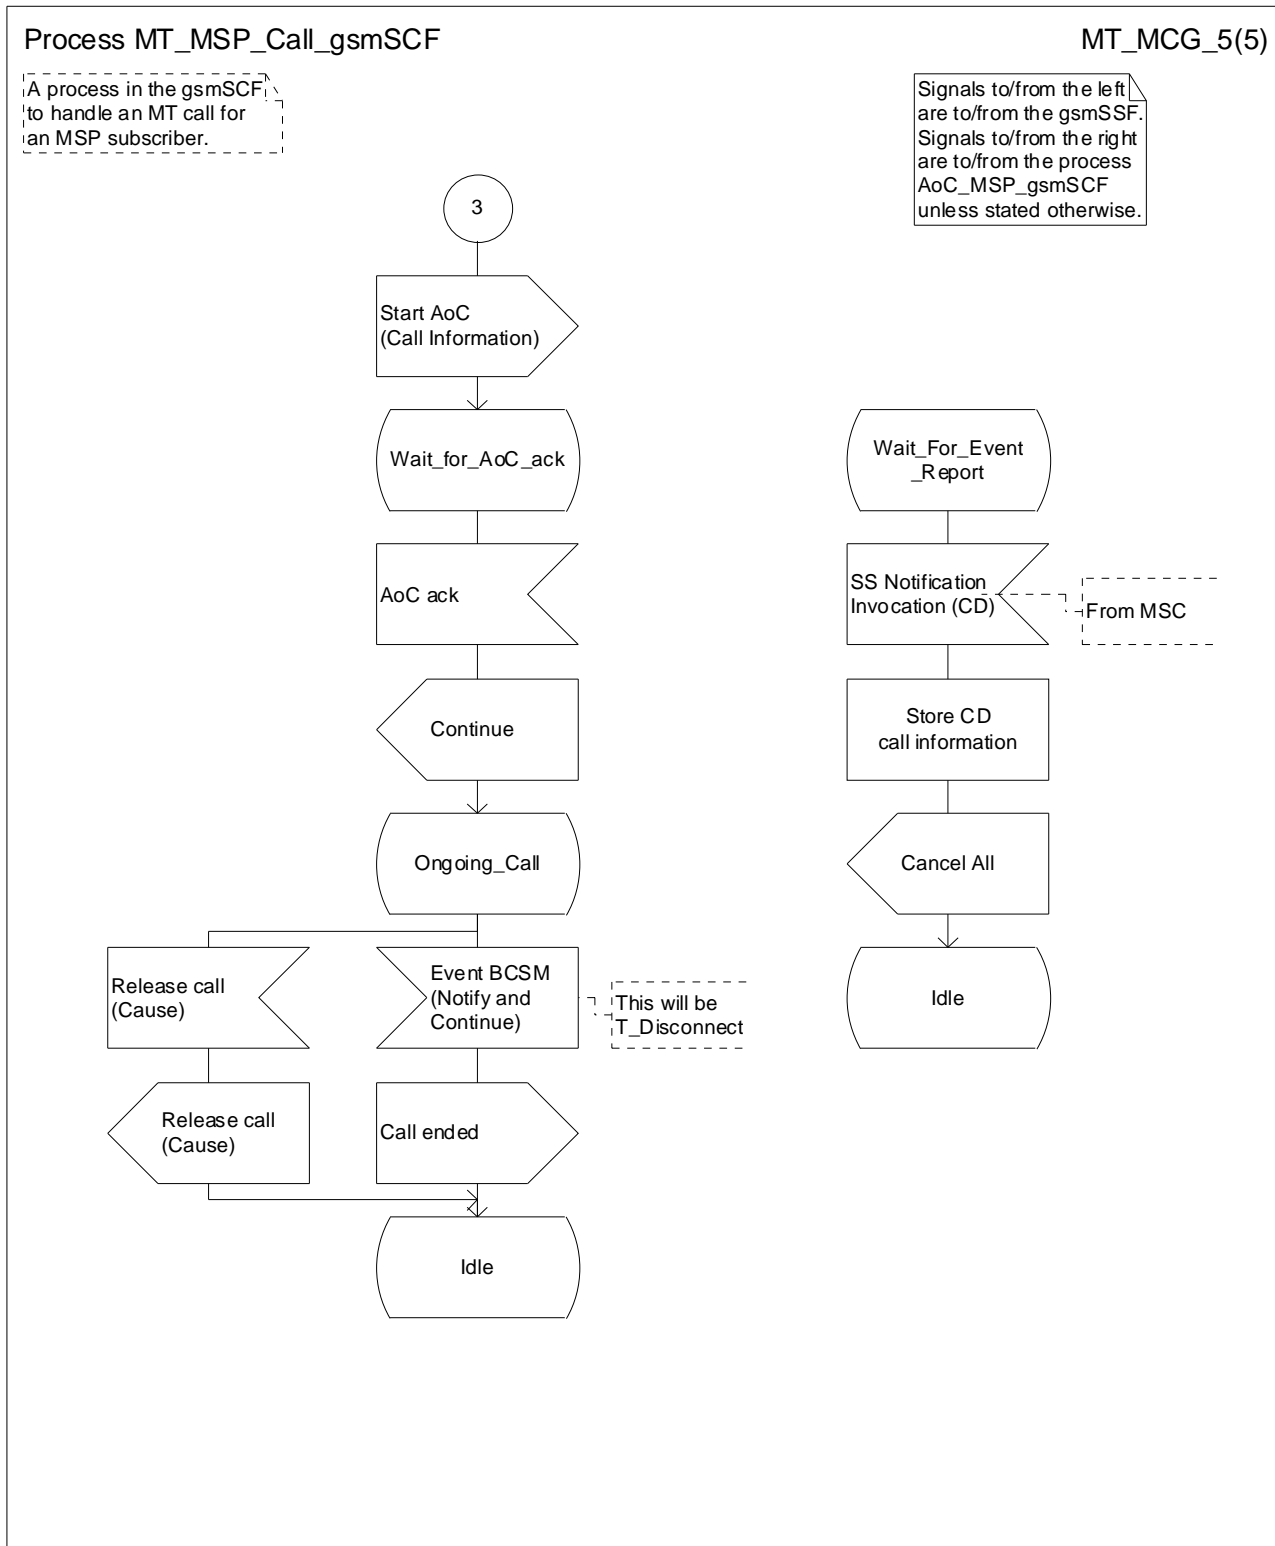 Process MT_MSP_Call_gsmSCF
MT_MCG_5(5)
A process in the gsmSCF
to handle an MT call for
an MSP subscriber.
Signals to/from the left
are to/from the gsmSSF.
Signals to/from the right
are to/from the process
AoC_MSP_gsmSCF
unless stated otherwise.
3
Start AoC
(Call Information)
Wait_for_AoC_ack
AoC ack
Continue
Ongoing_Call
Release call
(Cause)
Event BCSM
(Notify and
Continue)
This will be
T_Disconnect
Release call
(Cause)
Call ended
Idle
Wait_For_Event
_Report
SS Notification
Invocation (CD)
From MSC
Store CD
call information
Cancel All
Idle